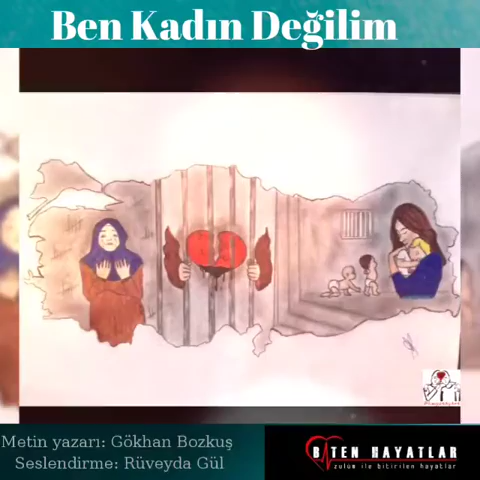 Ben Kadın Değilim
Metin yazarı: Gökhan Bozkuş
Seslendirme: Rüveyda Gül
BİTEN HAYATLAR
zulüm ile bitirilen hayatlar